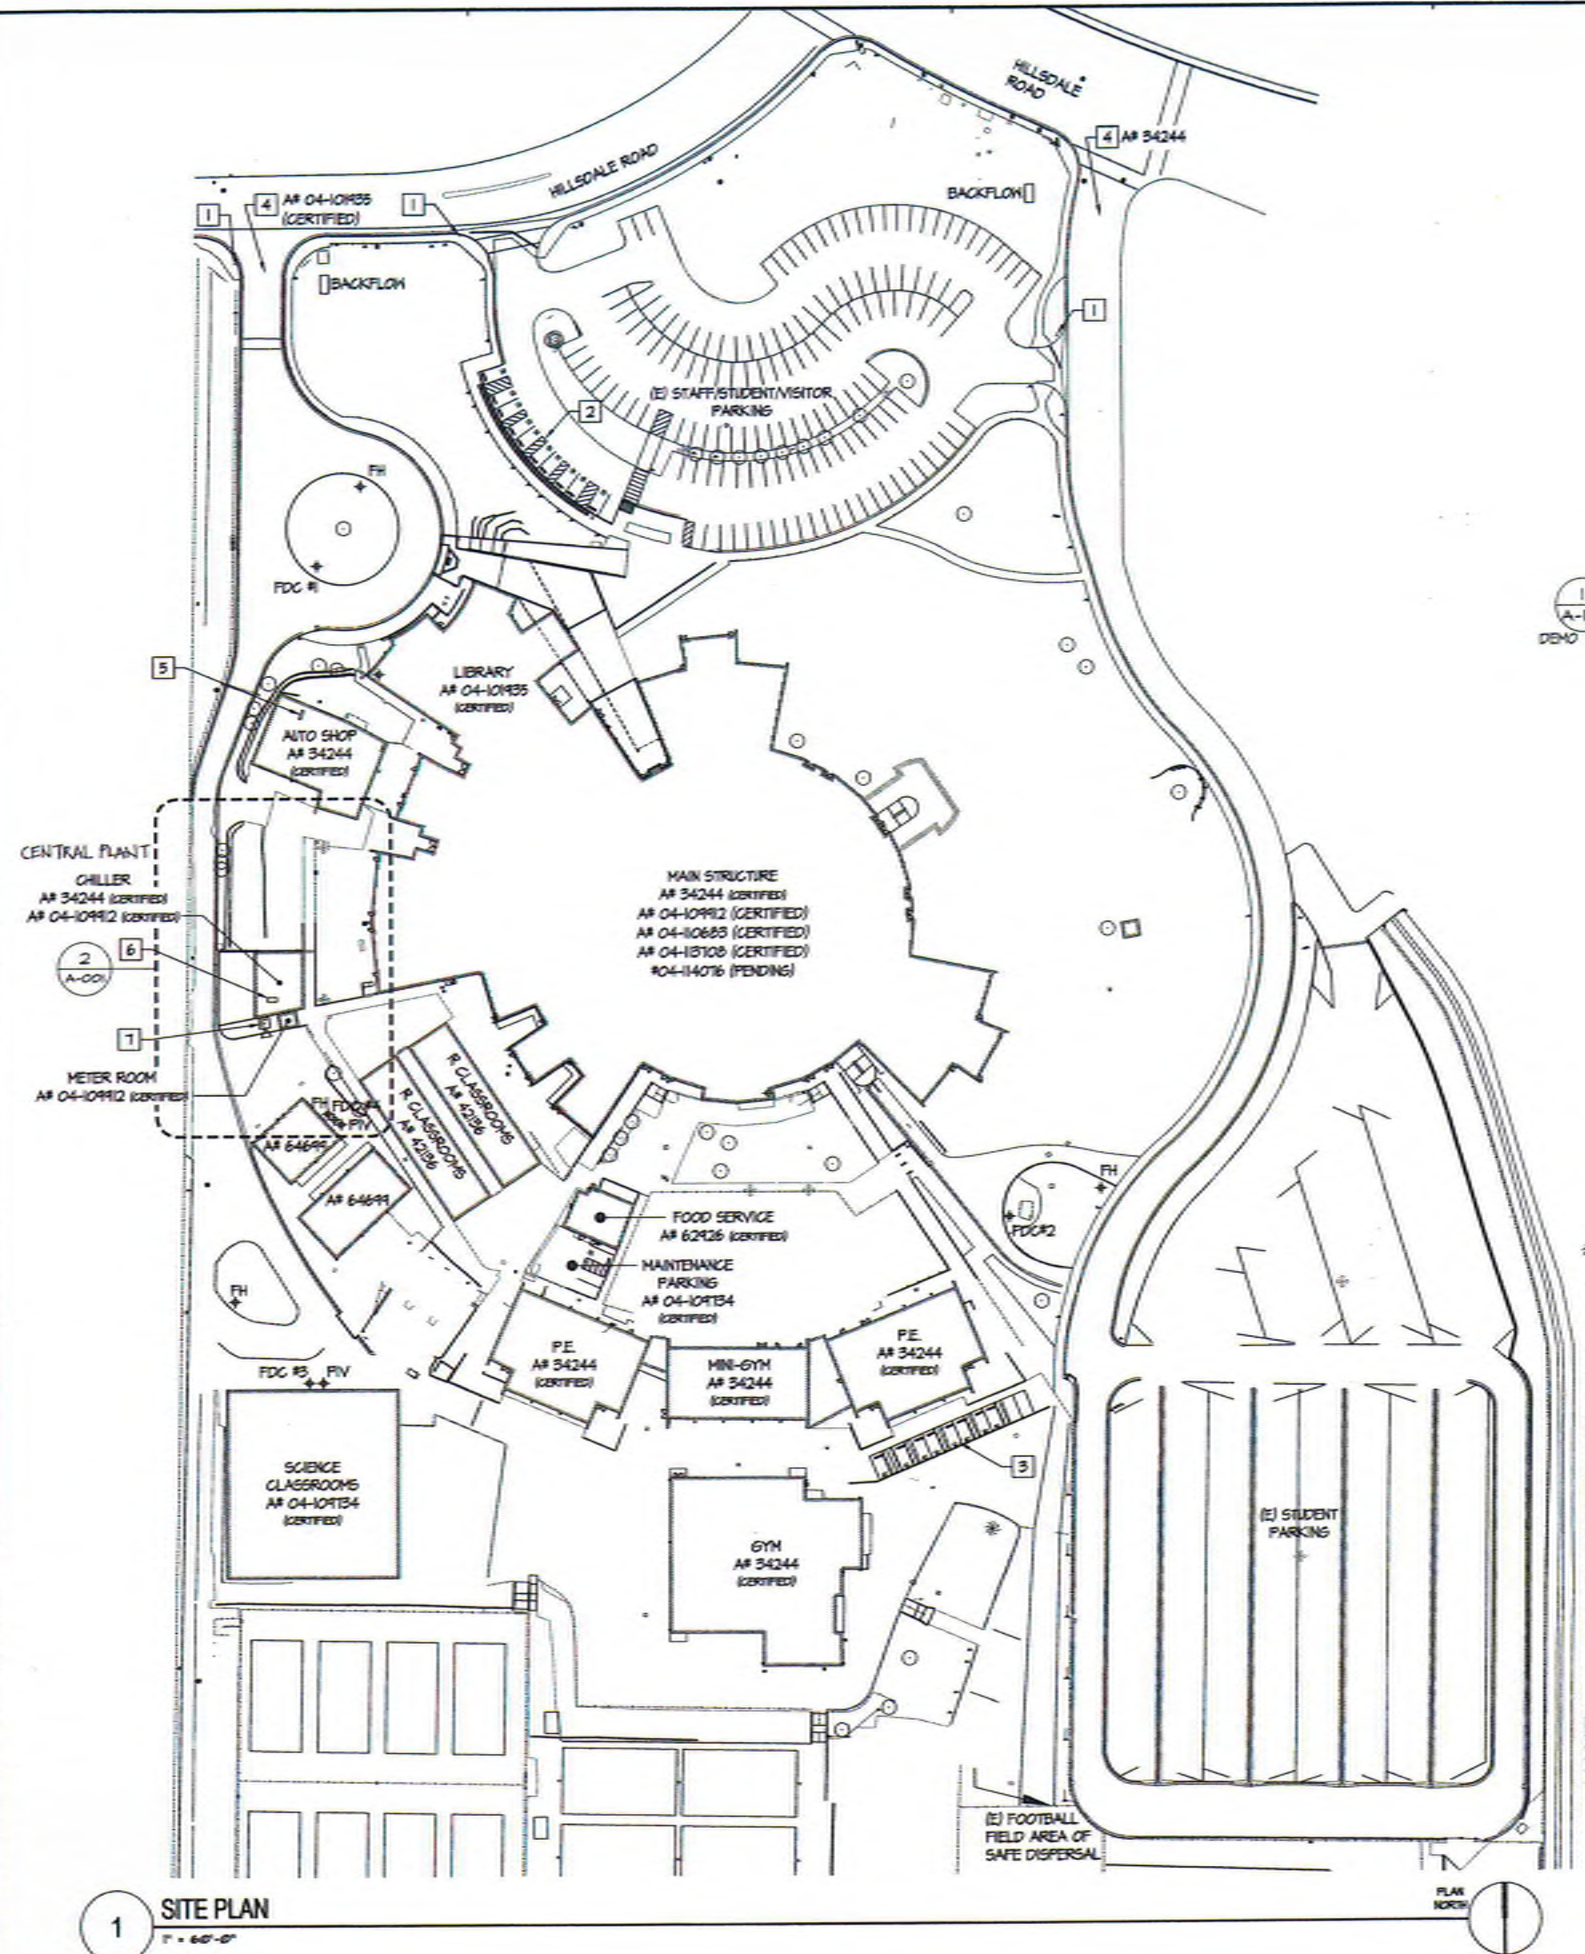 HILLSDALE
ROAD
4 A# 34244
HILLSDALE ROAD
1
4 A# 04-101935
(CERTIFIED)
1
BACKFLOW
BACKFLOW
1
(E) STAFF/STUDENT/VISITOR
PARKING
2
FH
FDC #1
DEMO
5
LIBRARY
A# 04-101935
(CERTIFIED)
AUTO SHOP
A# 34244
(CERTIFIED)
CENTRAL PLANT
CHILLER
A# 34244 (CERTIFIED)
A# 04-109912 (CERTIFIED)
6
2
A-001
7
METER ROOM
A# 04-109912 (CERTIFIED)
MAIN STRUCTURE
A# 34244 (CERTIFIED)
A# 04-109912 (CERTIFIED)
A# 04-110683 (CERTIFIED)
A# 04-113108 (CERTIFIED)
#04-114076 (PENDING)
R. CLASSROOMS
A# 42136
R. CLASSROOMS
A# 42136
FH
PIV
A# 64699
A# 64699
FH
FDC#2
FOOD SERVICE
A# 62926 (CERTIFIED)
MAINTENANCE
PARKING
A# 04-109734
(CERTIFIED)
FH
FDC #3 PIV
P.E.
A# 34244
(CERTIFIED)
MINI-GYM
A# 34244
(CERTIFIED)
P.E.
A# 34244
(CERTIFIED)
3
SCIENCE
CLASSROOMS
A# 04-109734
(CERTIFIED)
GYM
A# 34244
(CERTIFIED)
(E) STUDENT
PARKING
(E) FOOTBALL
FIELD AREA OF
SAFE DISPERSAL
1 SITE PLAN
1" = 60'-0"
PLAN
NORTH